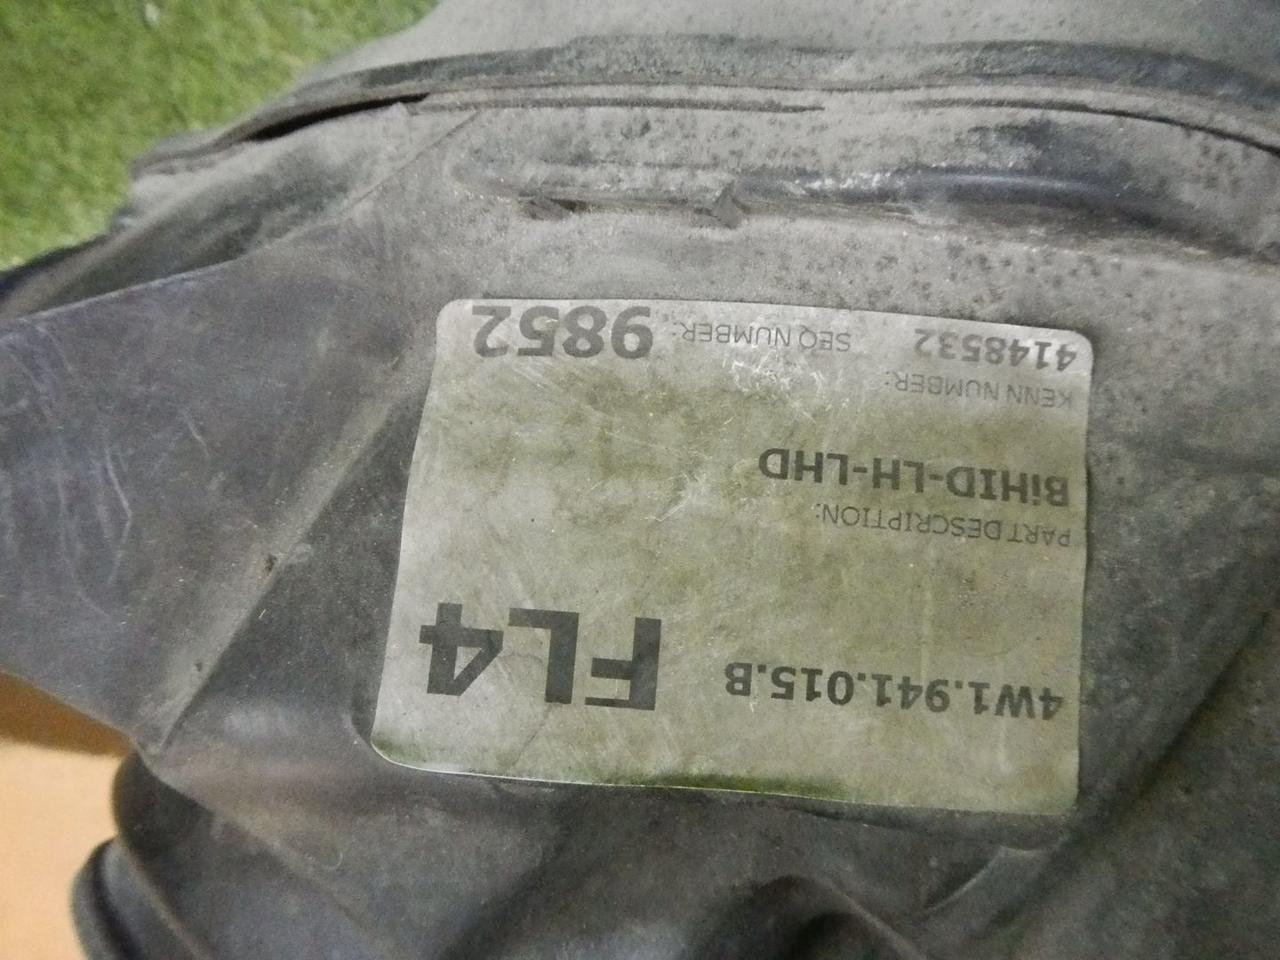 4W1.941.015.B FL4
PART DESCRIPTION:
BiHID-LH-LHD
KENN NUMBER:
4148532 SEQ NUMBER: 9852